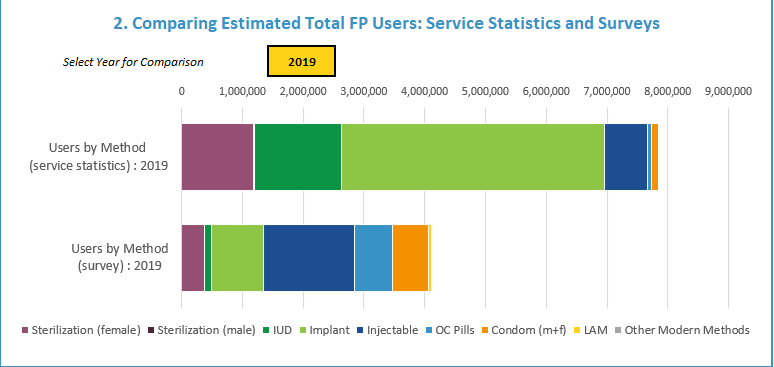 2. Comparing Estimated Total FP Users: Service Statistics and Surveys
Select Year for Comparison
2019
0 1,000,000 2,000,000 3,000,000 4,000,000 5,000,000 6,000,000 7,000,000 8,000,000 9,000,000
Users by Method
(service statistics) : 2019
Users by Method
(survey) : 2019
Sterilization (female) Sterilization (male) IUD Implant Injectable OC Pills Condom (m+f) LAM Other Modern Methods